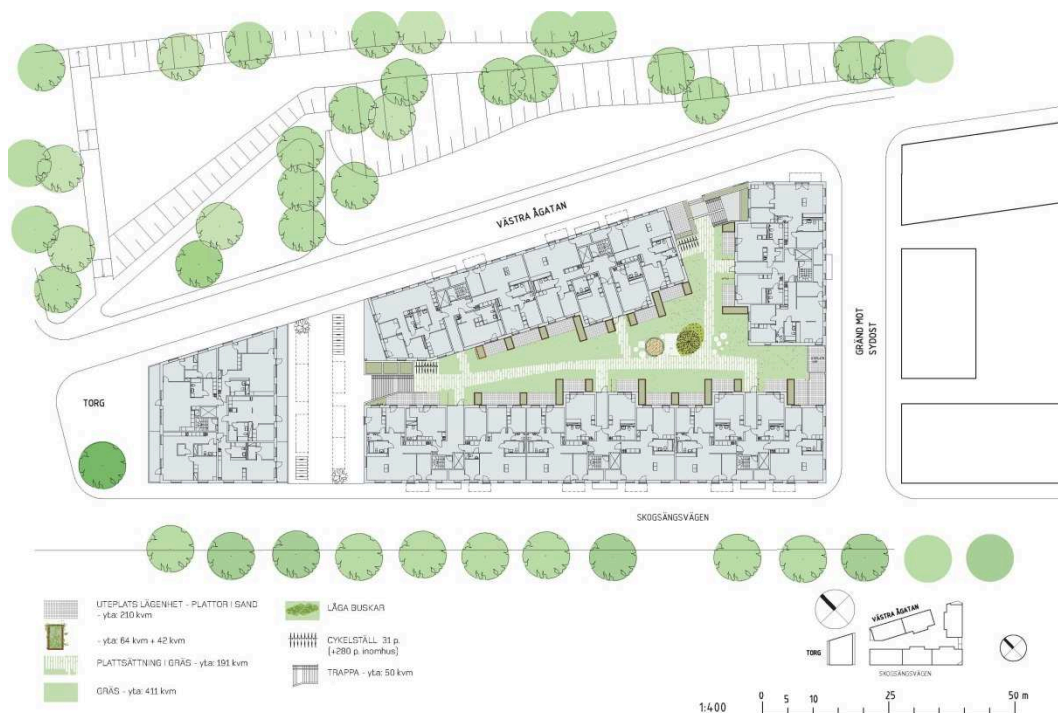 VÄSTRA ÅGATAN
GRÄND MOT
SYDOST
TORG
SKOGSÄNGSVÄGEN
UTEPLATS LÄGENHET - PLATTOR I SAND
- yta: 210 kvm
- yta: 64 kvm + 42 kvm
PLATTSÄTTNING I GRÄS - yta: 191 kvm
GRÄS - yta: 411 kvm
LÅGA BUSKAR
CYKELSTÄLL 31 p.
(+280 p. inomhus)
TRAPPA - yta: 50 kvm
VÄSTRA ÅGATAN
TORG
SKOGSÄNGSVÄGEN
1:400
0 5 10 25 50 m